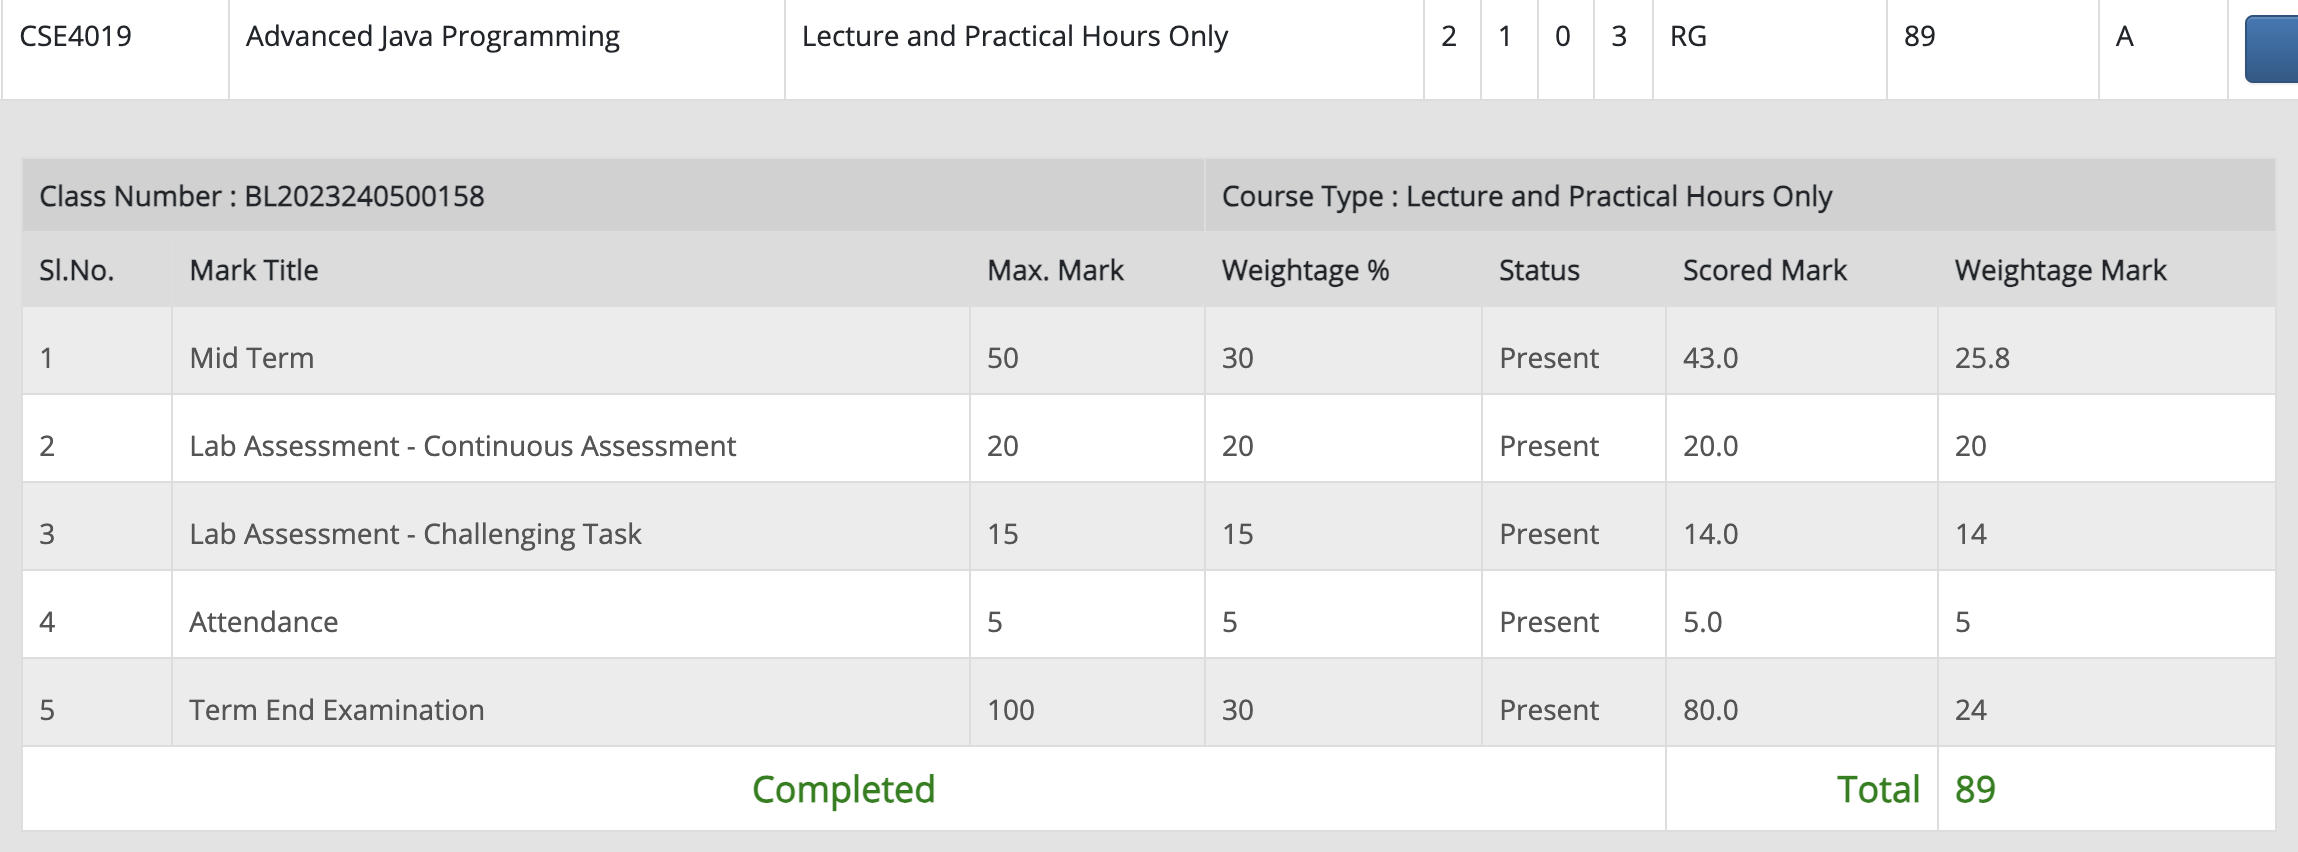 CSE4019 Advanced Java Programming Lecture and Practical Hours Only 2 1 0 3 RG 89 A
Class Number : BL2023240500158 Course Type : Lecture and Practical Hours Only
Sl.No. Mark Title Max. Mark Weightage % Status Scored Mark Weightage Mark
1 Mid Term 50 30 Present 43.0 25.8
2 Lab Assessment - Continuous Assessment 20 20 Present 20.0 20
3 Lab Assessment - Challenging Task 15 15 Present 14.0 14
4 Attendance 5 5 Present 5.0 5
5 Term End Examination 100 30 Present 80.0 24
Completed Total 89